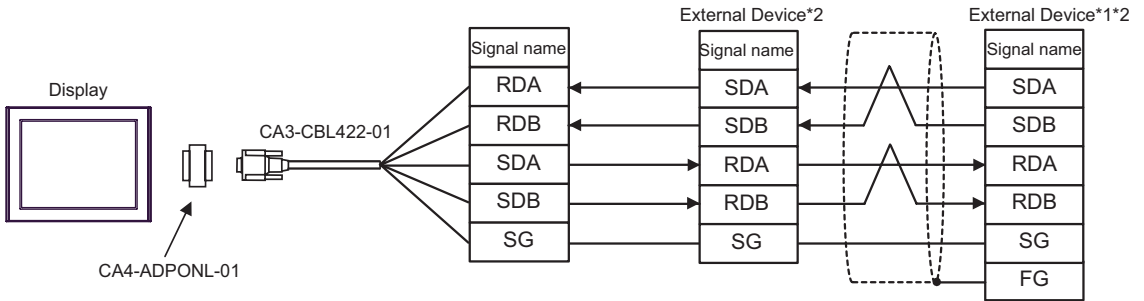 External Device*2
External Device*1*2
Signal name
Signal name
Signal name
Display
CA3-CBL422-01
CA4-ADPONL-01
RDA
SDA
SDA
RDB
SDB
SDB
SDA
RDA
RDA
SDB
RDB
RDB
SG
SG
SG
FG